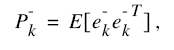 P_k^- = E[e_k^- e_k^{-T}] ,